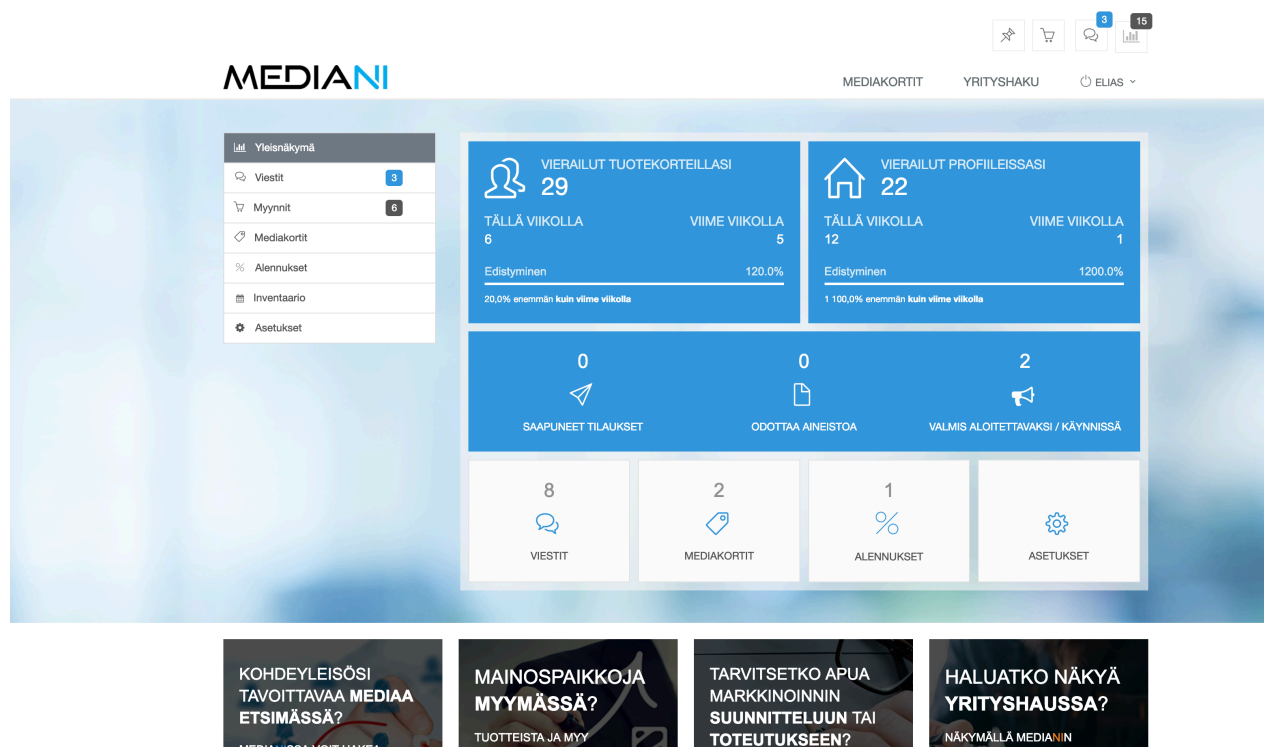 3
15
MEDIANI
MEDIAKORTIT YRITYSHAKU ELIAS
Yleisnäkymä
Viestit 3
Myynnit 6
Mediakortit
% Alennukset
Inventaario
Asetukset
VIERAILUT TUOTEKORTEILLASI
29
TÄLLÄ VIIKOLLA VIIME VIIKOLLA
6 5
Edistyminen 120.0%
20,0% enemmän kuin viime viikolla
VIERAILUT PROFIILEISSASI
22
TÄLLÄ VIIKOLLA VIIME VIIKOLLA
12 1
Edistyminen 1200.0%
1 100,0% enemmän kuin viime viikolla
0 0 2
SAAPUNEET TILAUKSET ODOTTAA AINEISTOA VALMIS ALOITETTAVAKSI / KÄYNNISSÄ
8 2 1
VIESTIT MEDIAKORTIT ALENNUKSET ASETUKSET
KOHDEYLEISÖSI
TAVOITTAVAA MEDIAA
ETSIMÄSSÄ?
MEDIANISSA VOIT HAKEA
MAINOSPAIKKOJA
MYYMÄSSÄ?
TUOTTEISTA JA MYY
TARVITSETKO APUA
MARKKINOINNIN
SUUNNITTELUUN TAI
TOTEUTUKSEEN?
HALUATKO NÄKYÄ
YRITYSHAUSSA?
NÄKYMÄLLÄ MEDIANIN